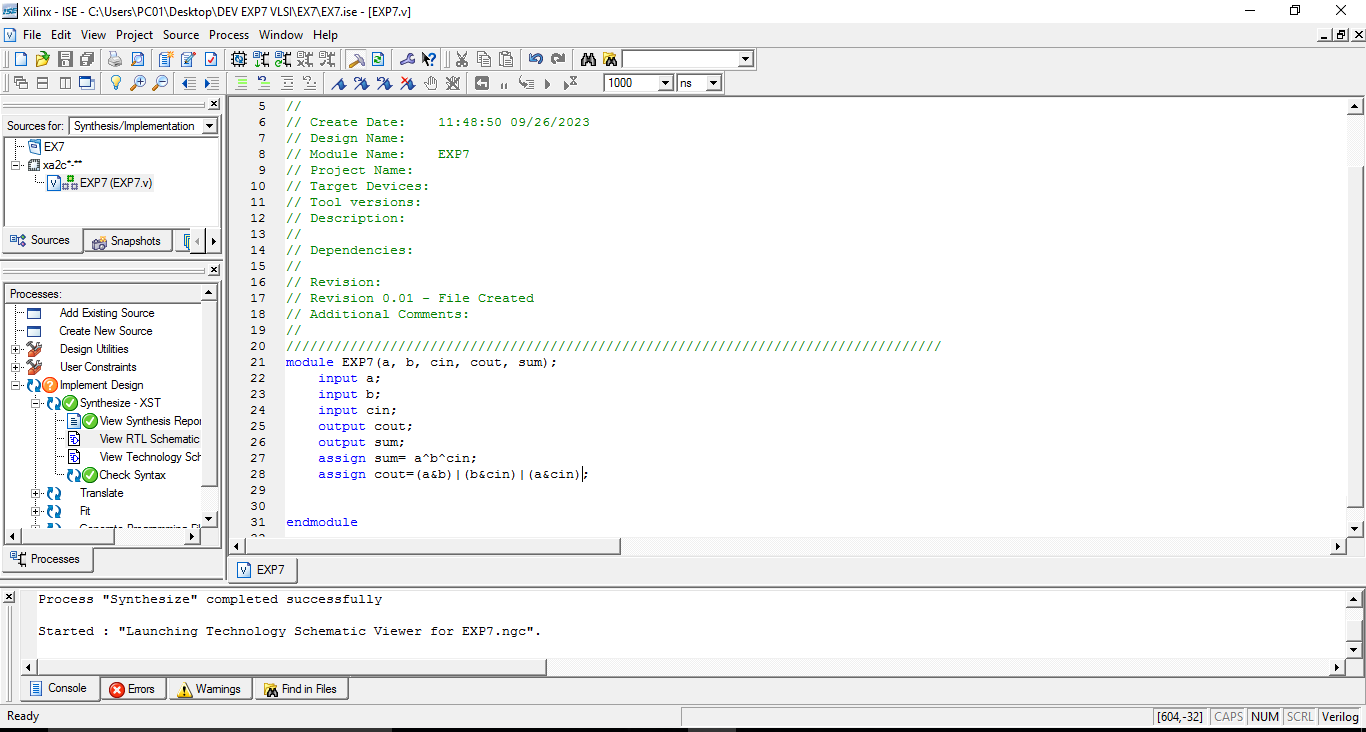 Xilinx - ISE - C:\Users\PC01\Desktop\DEV EXP7 VLSI\EX7\EX7.ise - [EXP7.v]
File Edit View Project Source Process Window Help
1000 ns
Sources for: Synthesis/Implementation
EX7
xa2c*-**
EXP7 (EXP7.v)
Sources Snapshots
Processes:
Add Existing Source
Create New Source
Design Utilities
User Constraints
Implement Design
Synthesize - XST
View Synthesis Repor
View RTL Schematic
View Technology Sch
Check Syntax
Translate
Fit
Processes
5 //
6 // Create Date:    11:48:50 09/26/2023
7 // Design Name:
8 // Module Name:    EXP7
9 // Project Name:
10 // Target Devices:
11 // Tool versions:
12 // Description:
13 //
14 // Dependencies:
15 //
16 // Revision:
17 // Revision 0.01 - File Created
18 // Additional Comments:
19 //
20 //////////////////////////////////////////////////////////////////////////////////
21 module EXP7(a, b, cin, cout, sum);
22     input a;
23     input b;
24     input cin;
25     output cout;
26     output sum;
27     assign sum= a^b^cin;
28     assign cout=(a&b)|(b&cin)|(a&cin);
29
30
31 endmodule
EXP7
Process "Synthesize" completed successfully
Started : "Launching Technology Schematic Viewer for EXP7.ngc".
Console Errors Warnings Find in Files
Ready [604,-32] CAPS NUM SCRL Verilog